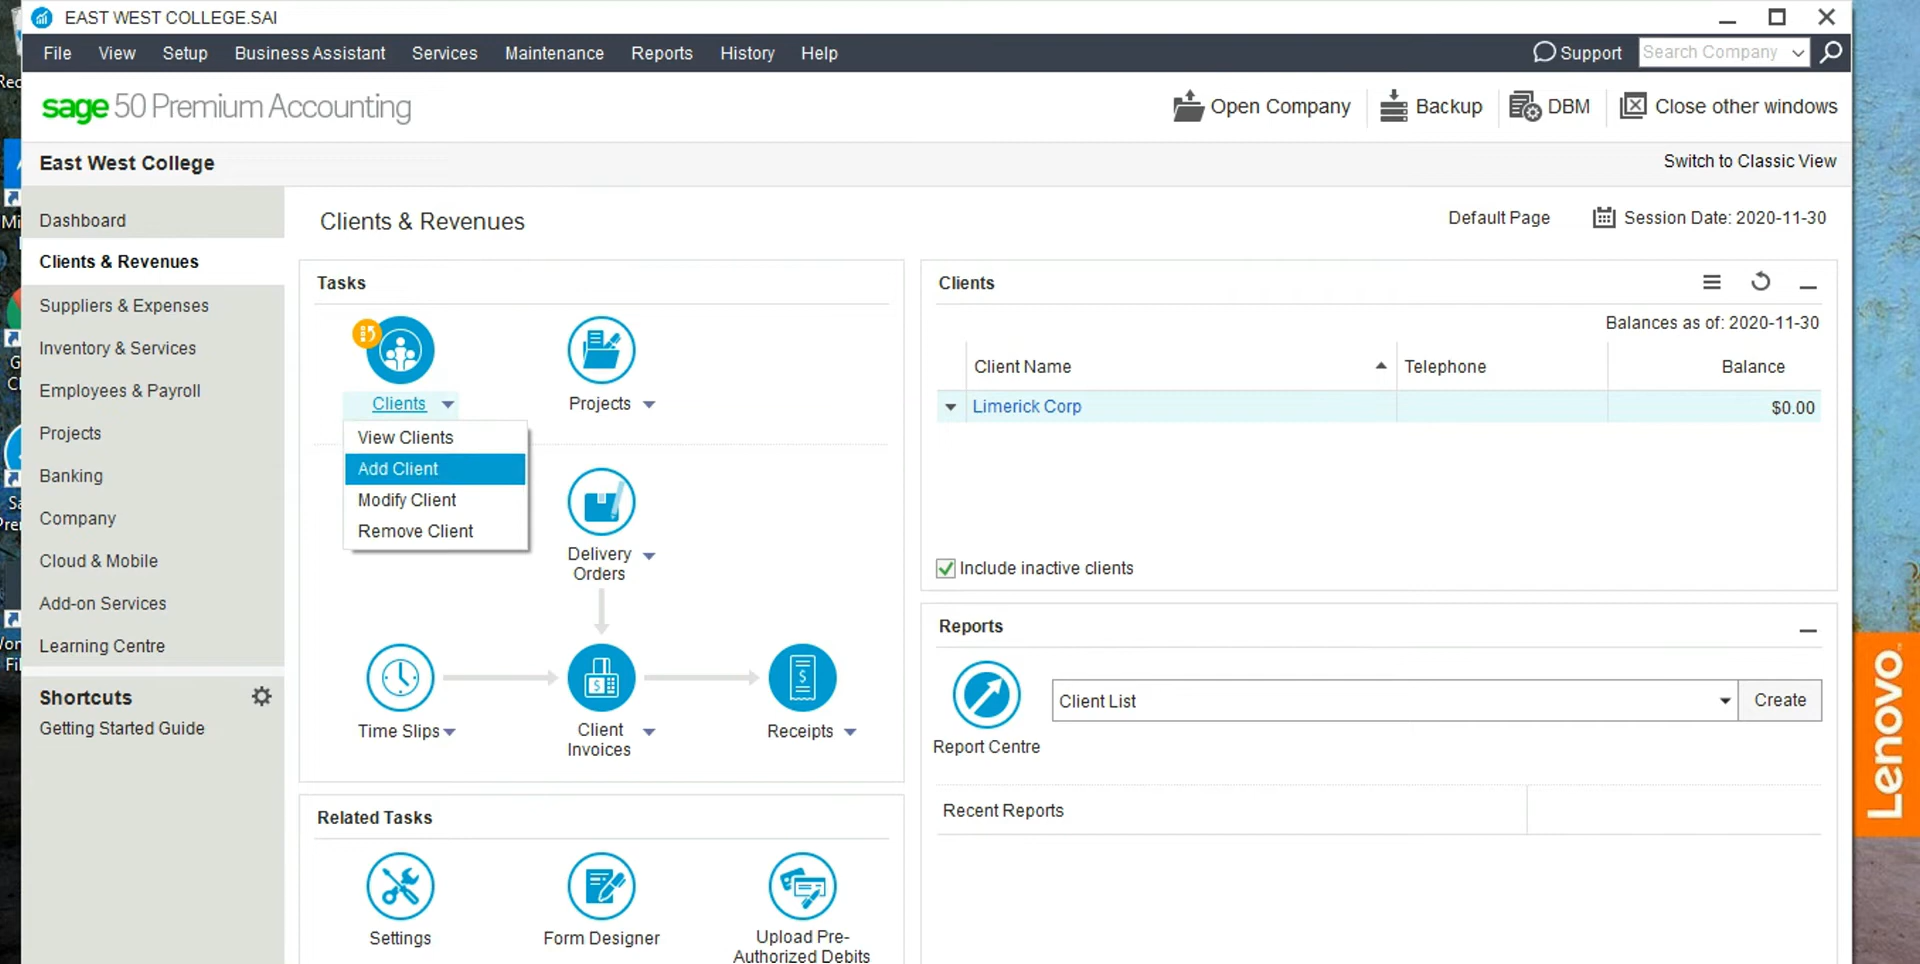 EAST WEST COLLEGE.SAI
File View Setup Business Assistant Services Maintenance Reports History Help
Support Search Company
sage 50 Premium Accounting
Open Company Backup DBM Close other windows
East West College
Switch to Classic View
Dashboard
Clients & Revenues
Suppliers & Expenses
Inventory & Services
Employees & Payroll
Projects
Banking
Company
Cloud & Mobile
Add-on Services
Learning Centre
Shortcuts
Getting Started Guide
Clients & Revenues
Default Page Session Date: 2020-11-30
Tasks
Clients
Projects
View Clients
Add Client
Modify Client
Remove Client
Delivery
Orders
Time Slips
Client
Invoices
Receipts
Related Tasks
Settings
Form Designer
Upload Pre-
Authorized Debits
Clients
Balances as of: 2020-11-30
Client Name Telephone Balance
Limerick Corp $0.00
Include inactive clients
Reports
Client List Create
Report Centre
Recent Reports
Lenovo